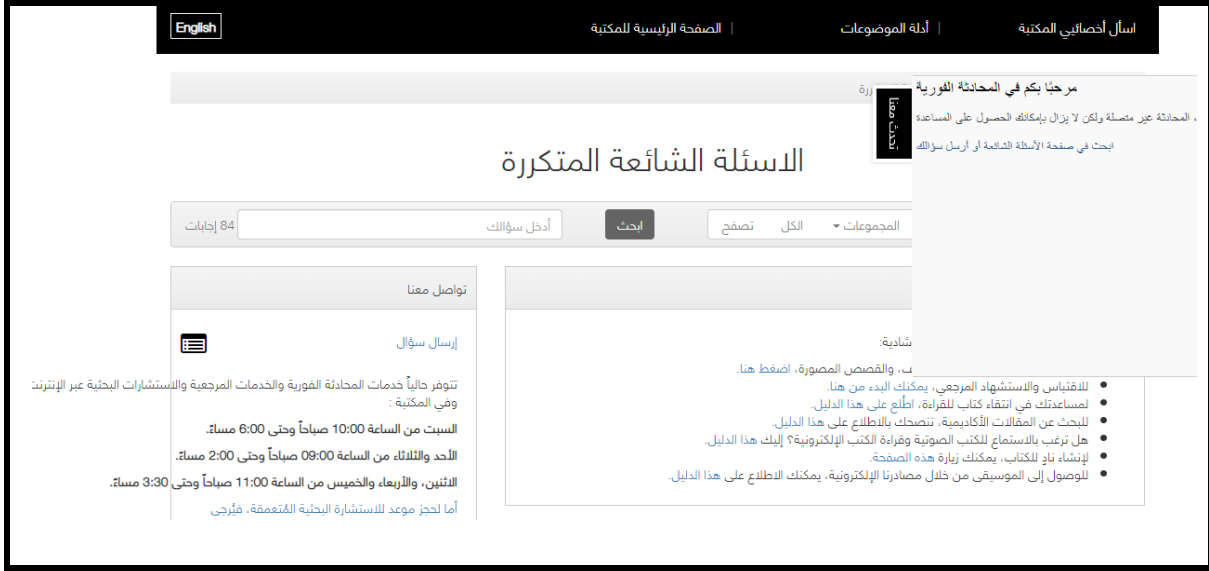 اسأل أخصائيي المكتبة | أدلة الموضوعات | الصفحة الرئيسية للمكتبة English
مرحبًا بكم في المحادثة الفورية
، المحادثة غير متصلة ولكن لا يزال بإمكانك الحصول على المساعدة
ابحث في صفحة الأسئلة الشائعة أو أرسل سؤالك
تحدث معنا
الاسئلة الشائعة المتكررة
المجموعات الكل تصفح ابحث أدخل سؤالك 84 إجابات
والقصص المصورة، اضغط هنا.
للاقتباس والاستشهاد المرجعي، يمكنك البدء من هنا.
لمساعدتك في انتقاء كتاب للقراءة، اطّلع على هذا الدليل.
للبحث عن المقالات الأكاديمية، ننصحك بالاطلاع على هذا الدليل.
هل ترغب بالاستماع للكتب الصوتية وقراءة الكتب الإلكترونية؟ إليك هذا الدليل.
لإنشاء نادٍ للكتاب، يمكنك زيارة هذه الصفحة.
للوصول إلى الموسيقى من خلال مصادرنا الإلكترونية، يمكنك الاطلاع على هذا الدليل.
تواصل معنا
إرسال سؤال
تتوفر حالياً خدمات المحادثة الفورية والخدمات المرجعية والاستشارات البحثية عبر الإنترنت
وفي المكتبة :
السبت من الساعة 10:00 صباحاً وحتى 6:00 مساءً.
الأحد والثلاثاء من الساعة 09:00 صباحاً وحتى 2:00 مساءً.
الاثنين، والأربعاء والخميس من الساعة 11:00 صباحاً وحتى 3:30 مساءً.
أما لحجز موعد للاستشارة البحثية المُتعمقة، فيُرجى